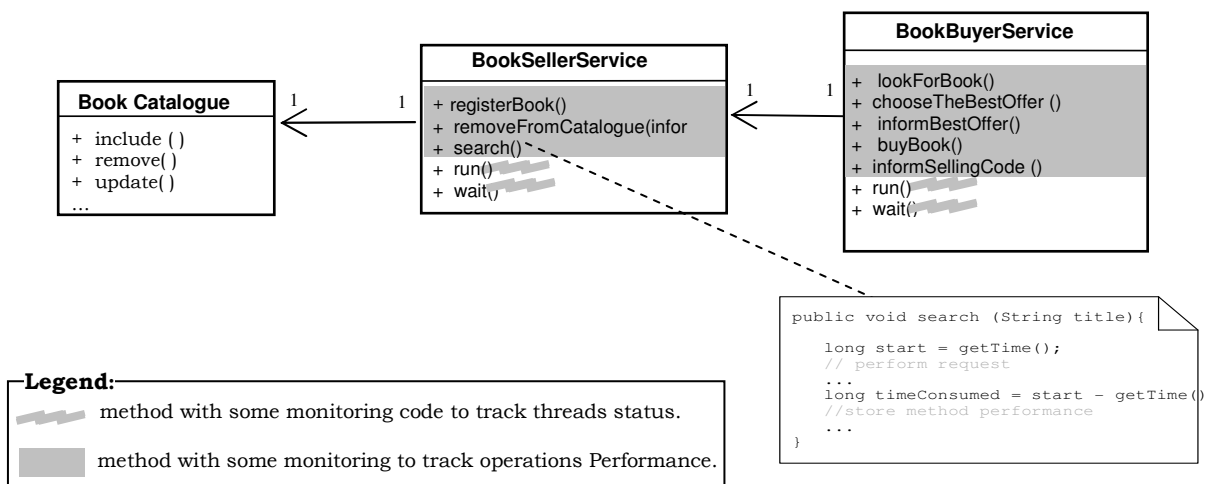 Book Catalogue
+ include ( )
+ remove( )
+ update( )
...
1
1
BookSellerService
+ registerBook()
+ removeFromCatalogue(infor
+ search()
+ run()
+ wait()
1
1
BookBuyerService
+ lookForBook()
+ chooseTheBestOffer ()
+ informBestOffer()
+ buyBook()
+ informSellingCode ()
+ run()
+ wait()
public void search (String title){
long start = getTime();
// perform request
...
long timeConsumed = start – getTime()
//store method performance
...
}
Legend:
method with some monitoring code to track threads status.
method with some monitoring to track operations Performance.